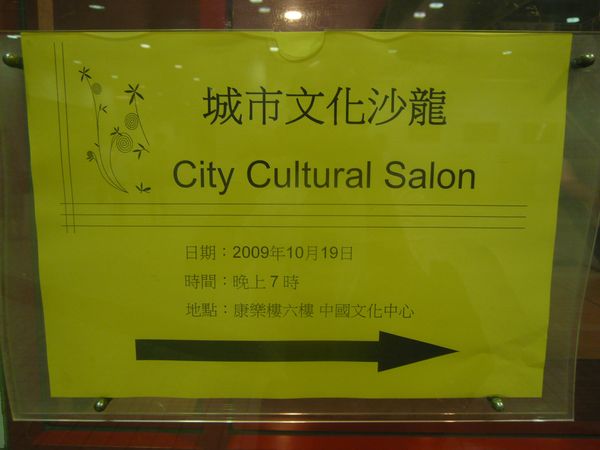 城市文化沙龍
City Cultural Salon
日期：2009年10月19日
時間：晚上 7 時
地點：康樂樓六樓 中國文化中心